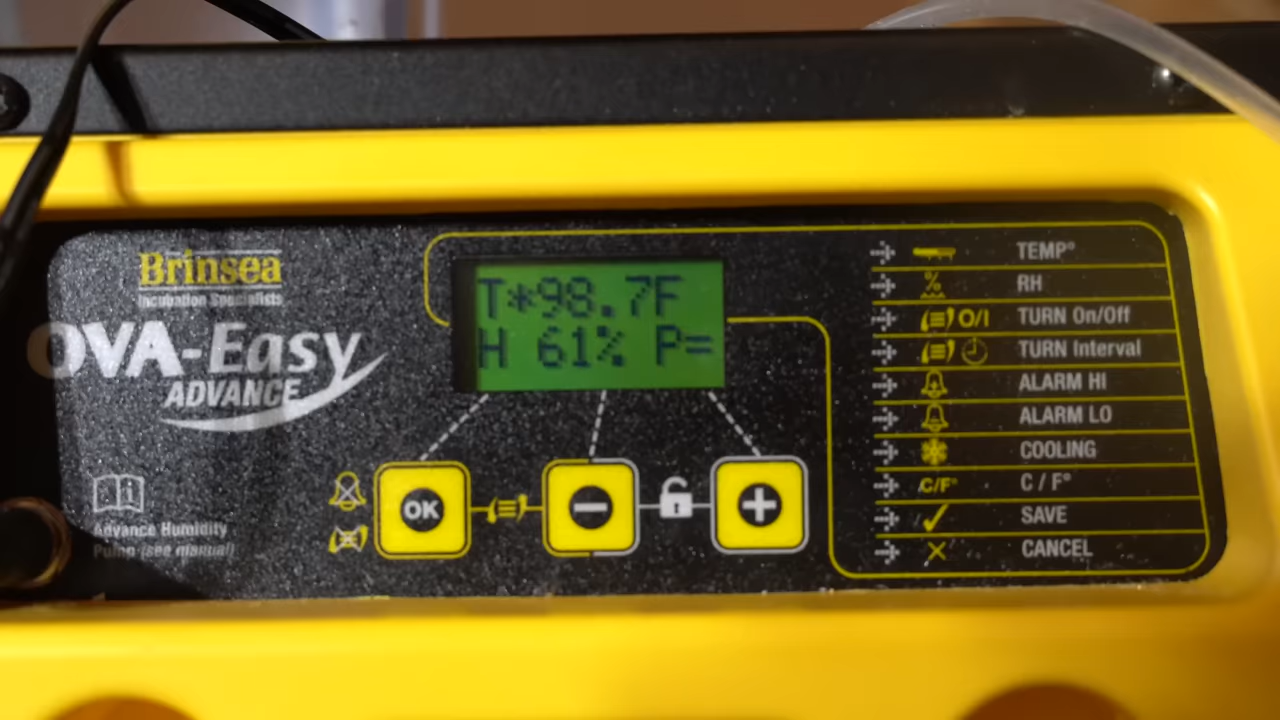 Brinsea
Incubation Specialists
OVA-Easy
ADVANCE
Advance Humidity
Pump (see manual)
T*98.7F
H 61% P=
OK
− +
TEMP°
% RH
O/I TURN On/Off
TURN Interval
ALARM HI
ALARM LO
COOLING
C/F° C / F°
SAVE
CANCEL